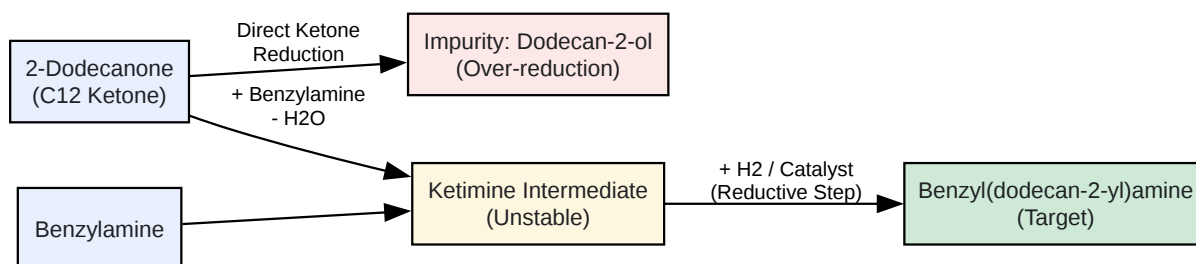 2-Dodecanone
(C12 Ketone)
Direct Ketone
Reduction
Impurity: Dodecan-2-ol
(Over-reduction)
+ Benzylamine
- H2O
Benzylamine
Ketimine Intermediate
(Unstable)
+ H2 / Catalyst
(Reductive Step)
Benzyl(dodecan-2-yl)amine
(Target)